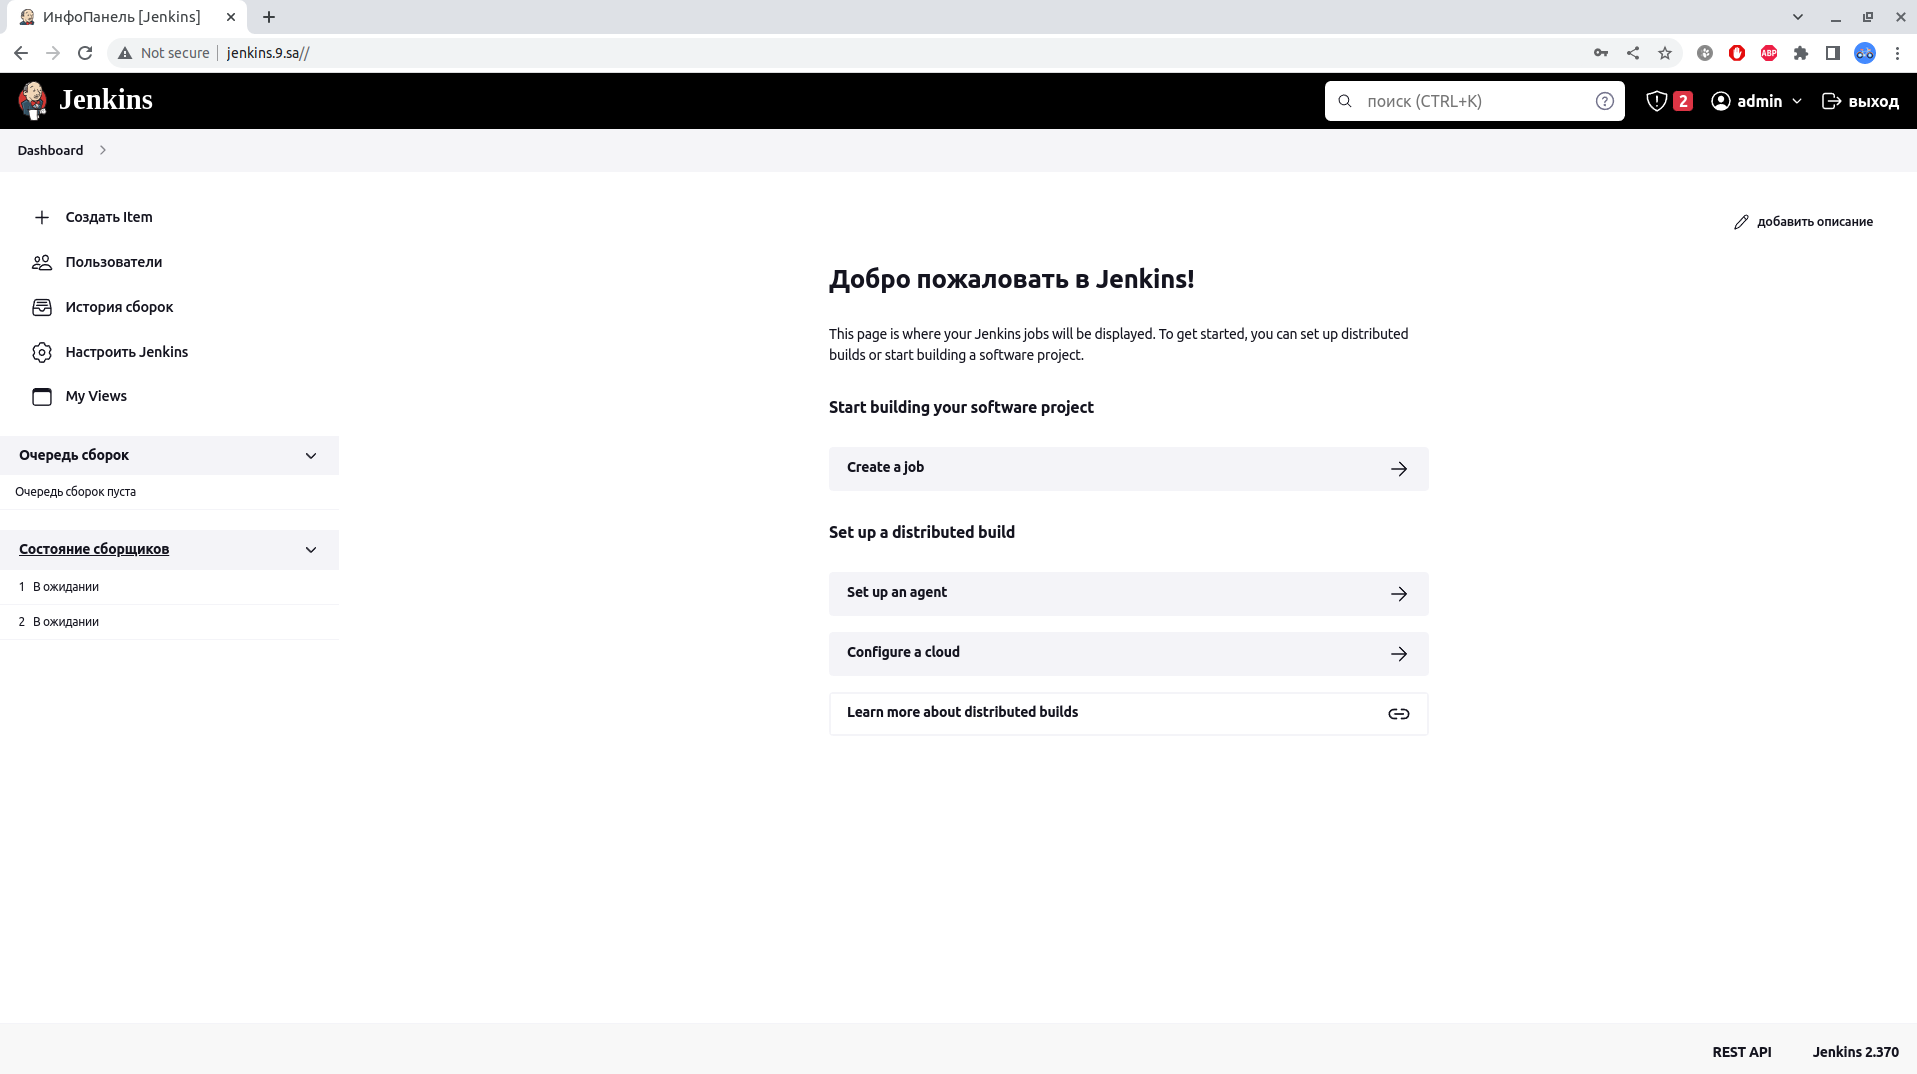 ИнфоПанель [Jenkins]
Not secure
jenkins.9.sa//
ABP
Jenkins
поиск (CTRL+K)
2
admin
выход
Dashboard
Создать Item
Пользователи
История сборок
Настроить Jenkins
My Views
Очередь сборок
Очередь сборок пуста
Состояние сборщиков
1 В ожидании
2 В ожидании
добавить описание
Добро пожаловать в Jenkins!
This page is where your Jenkins jobs will be displayed. To get started, you can set up distributed
builds or start building a software project.
Start building your software project
Create a job
Set up a distributed build
Set up an agent
Configure a cloud
Learn more about distributed builds
REST API
Jenkins 2.370